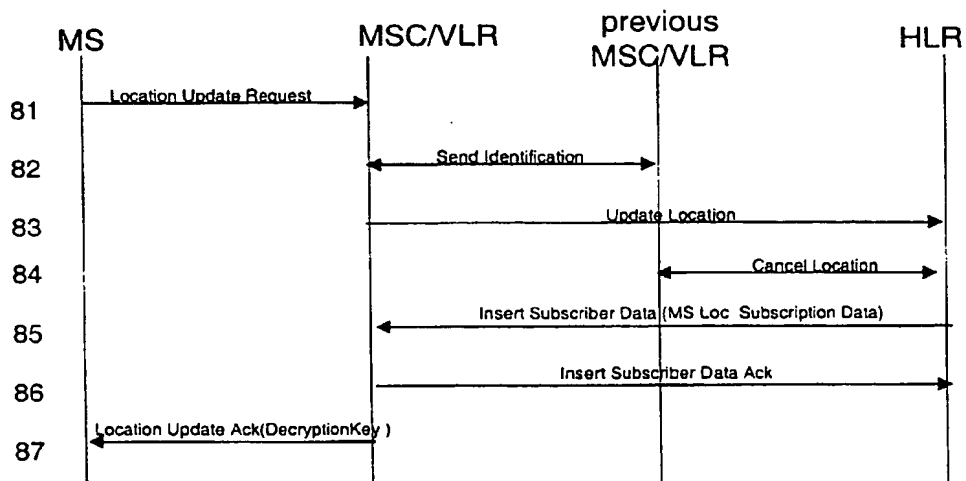 MS
MSC/VLR
previous
MSC/VLR
HLR
81
Location Update Request
82
Send Identification
83
Update Location
84
Cancel Location
85
Insert Subscriber Data (MS Loc Subscription Data)
86
Insert Subscriber Data Ack
87
Location Update Ack(DecryptionKey )